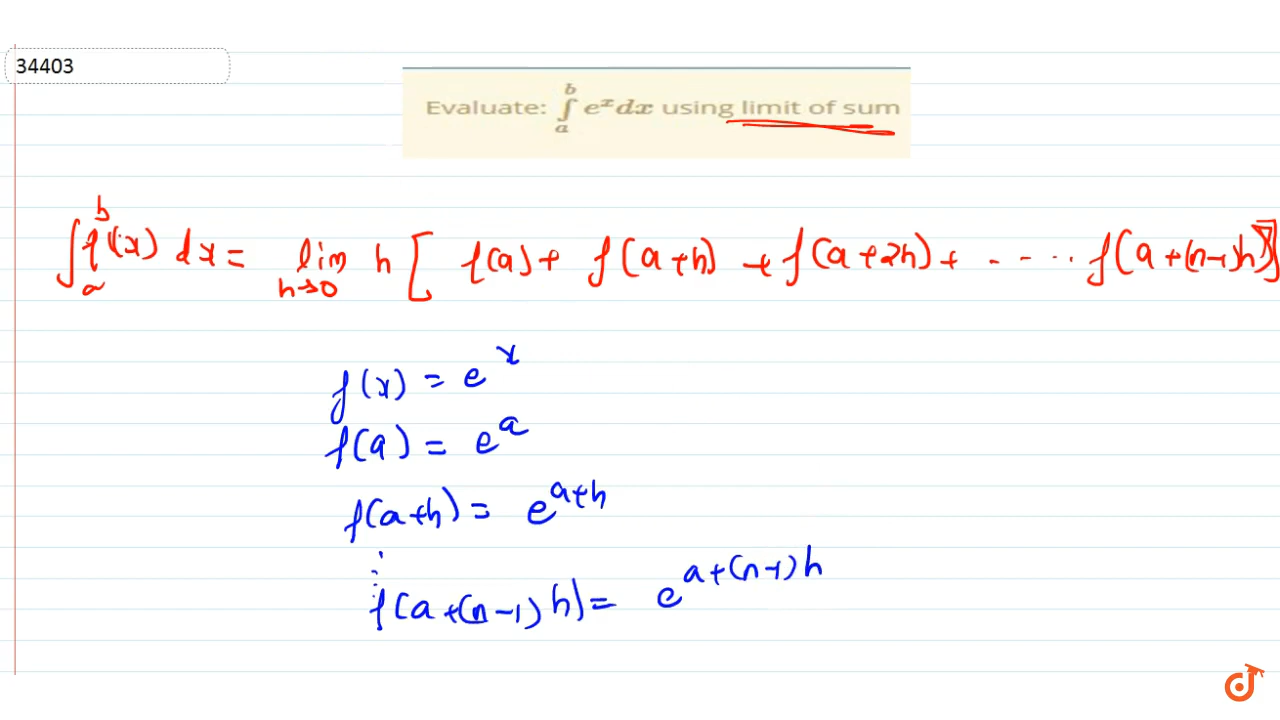 34403
Evaluate: ∫_a^b e^x dx using limit of sum
∫_a^b f(x) dx = lim_{h→0} h [ f(a) + f(a+h) + f(a+2h) + ..... f(a+(n-1)h)]
f(x) = e^x
f(a) = e^a
f(a+h) = e^{a+h}
⋮
f(a+(n-1)h) = e^{a+(n-1)h}